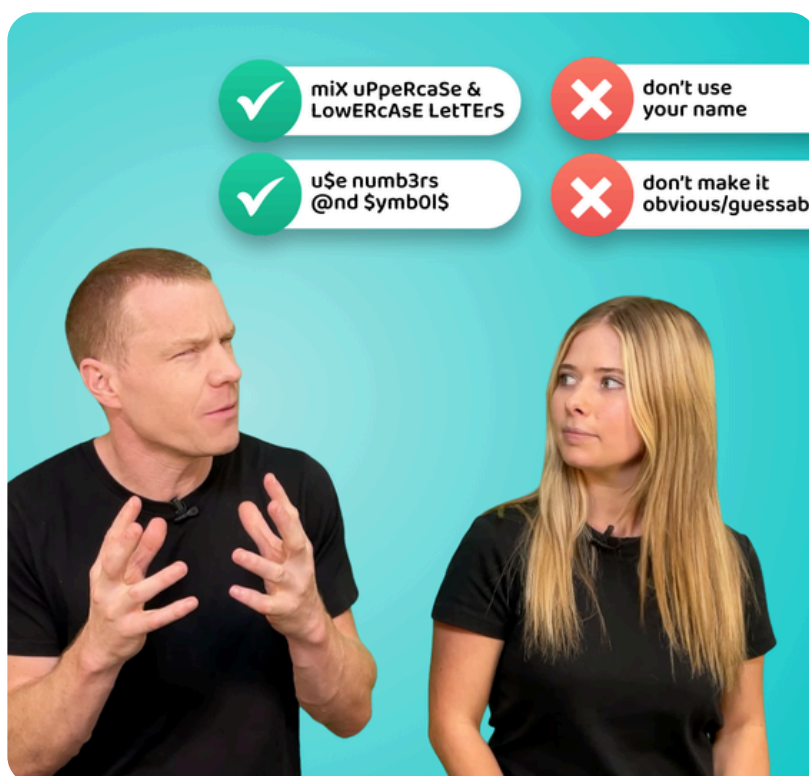 miX uPpeRcaSe &
LowERcAsE LetTErS
don't use
your name
u$e numb3rs
@nd $ymb0l$
don't make it
obvious/guessab